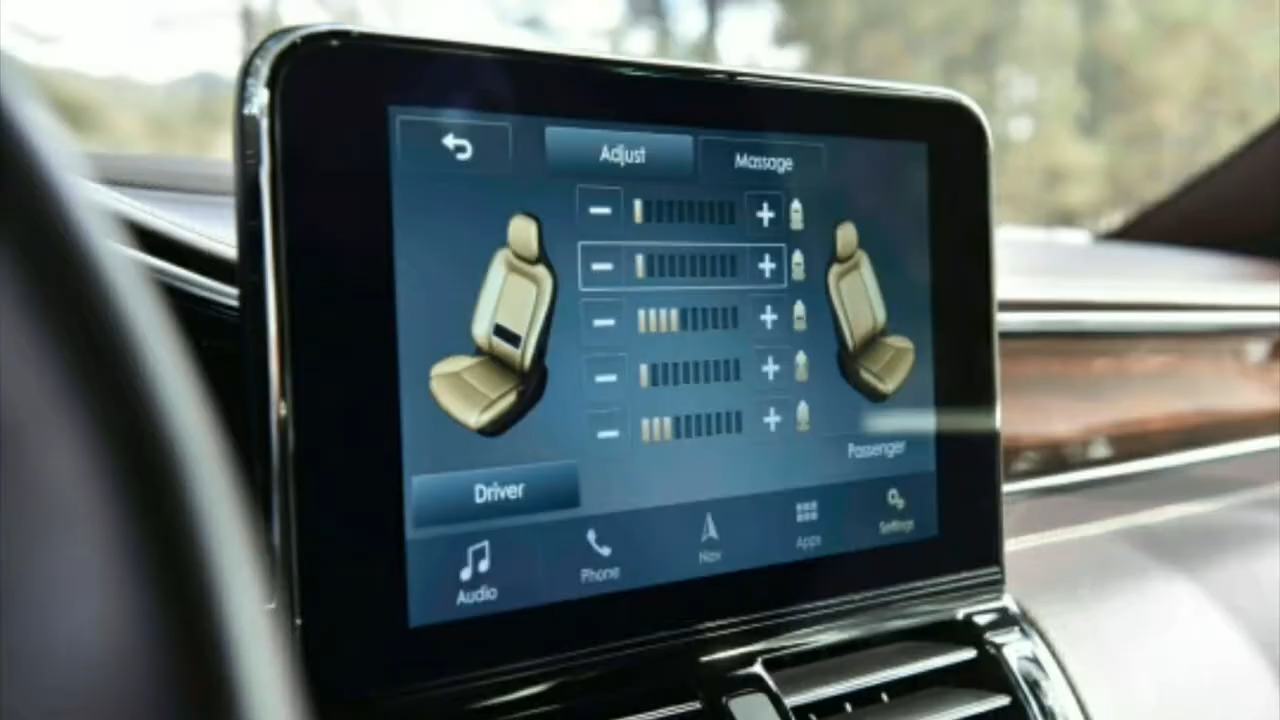 Adjust
Massage
Passenger
Driver
Audio
Phone
Nav
Apps
Settings